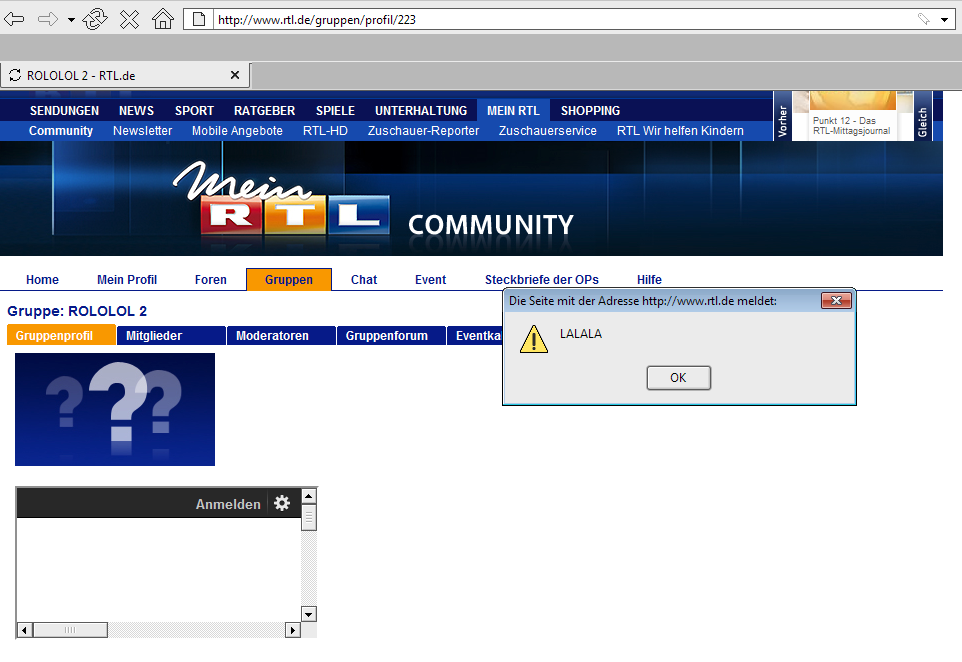 http://www.rtl.de/gruppen/profil/223
ROLOLOL 2 - RTL.de
SENDUNGEN NEWS SPORT RATGEBER SPIELE UNTERHALTUNG MEIN RTL SHOPPING
Community Newsletter Mobile Angebote RTL-HD Zuschauer-Reporter Zuschauerservice RTL Wir helfen Kindern
Vorher
Punkt 12 - Das
RTL-Mittagsjournal
Gleich
Mein
RTL COMMUNITY
Home Mein Profil Foren Gruppen Chat Event Steckbriefe der OPs Hilfe
Gruppe: ROLOLOL 2
Gruppenprofil Mitglieder Moderatoren Gruppenforum Eventka
Die Seite mit der Adresse http://www.rtl.de meldet:
LALALA
OK
???
Anmelden